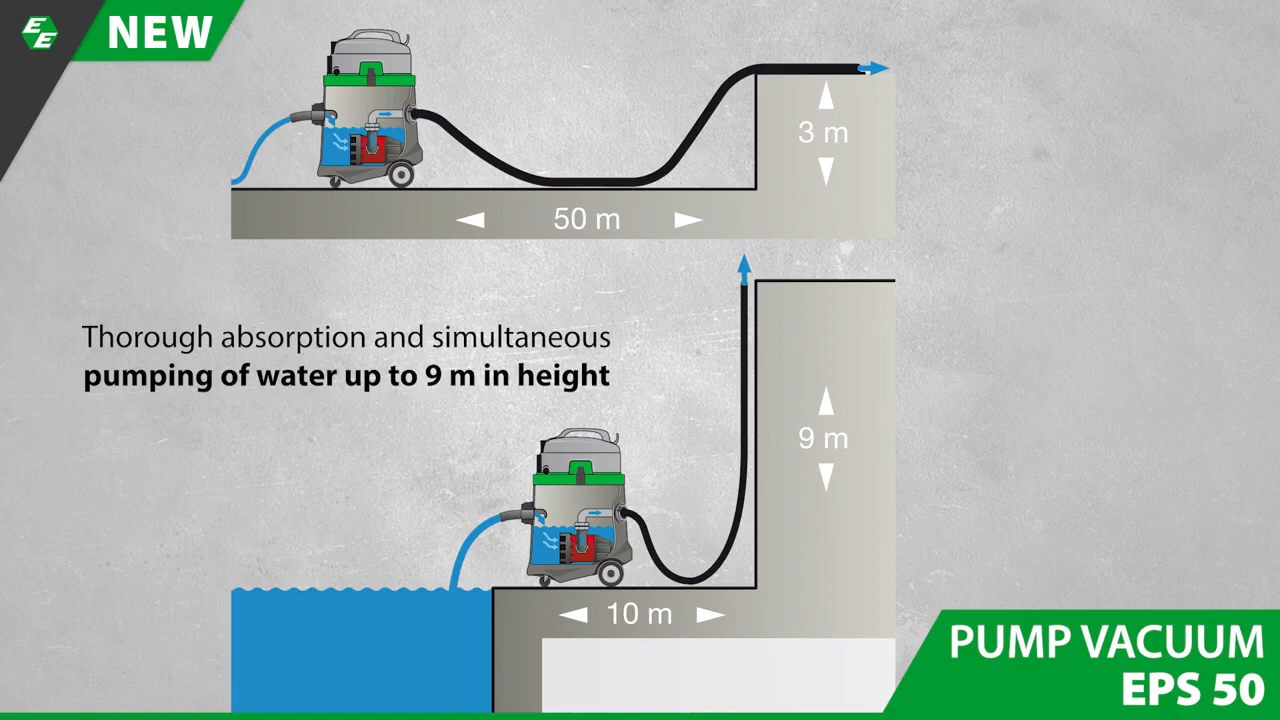 EE
NEW
3 m
50 m
Thorough absorption and simultaneous
pumping of water up to 9 m in height
9 m
10 m
PUMP VACUUM
EPS 50